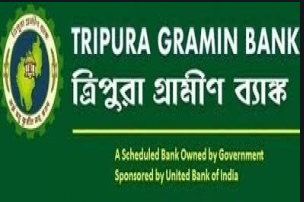 TRIPURA GRAMIN BANK
ত্রিপুরা গ্রামীণ ব্যাঙ্ক
A Scheduled Bank Owned by Government
Sponsored by United Bank of India